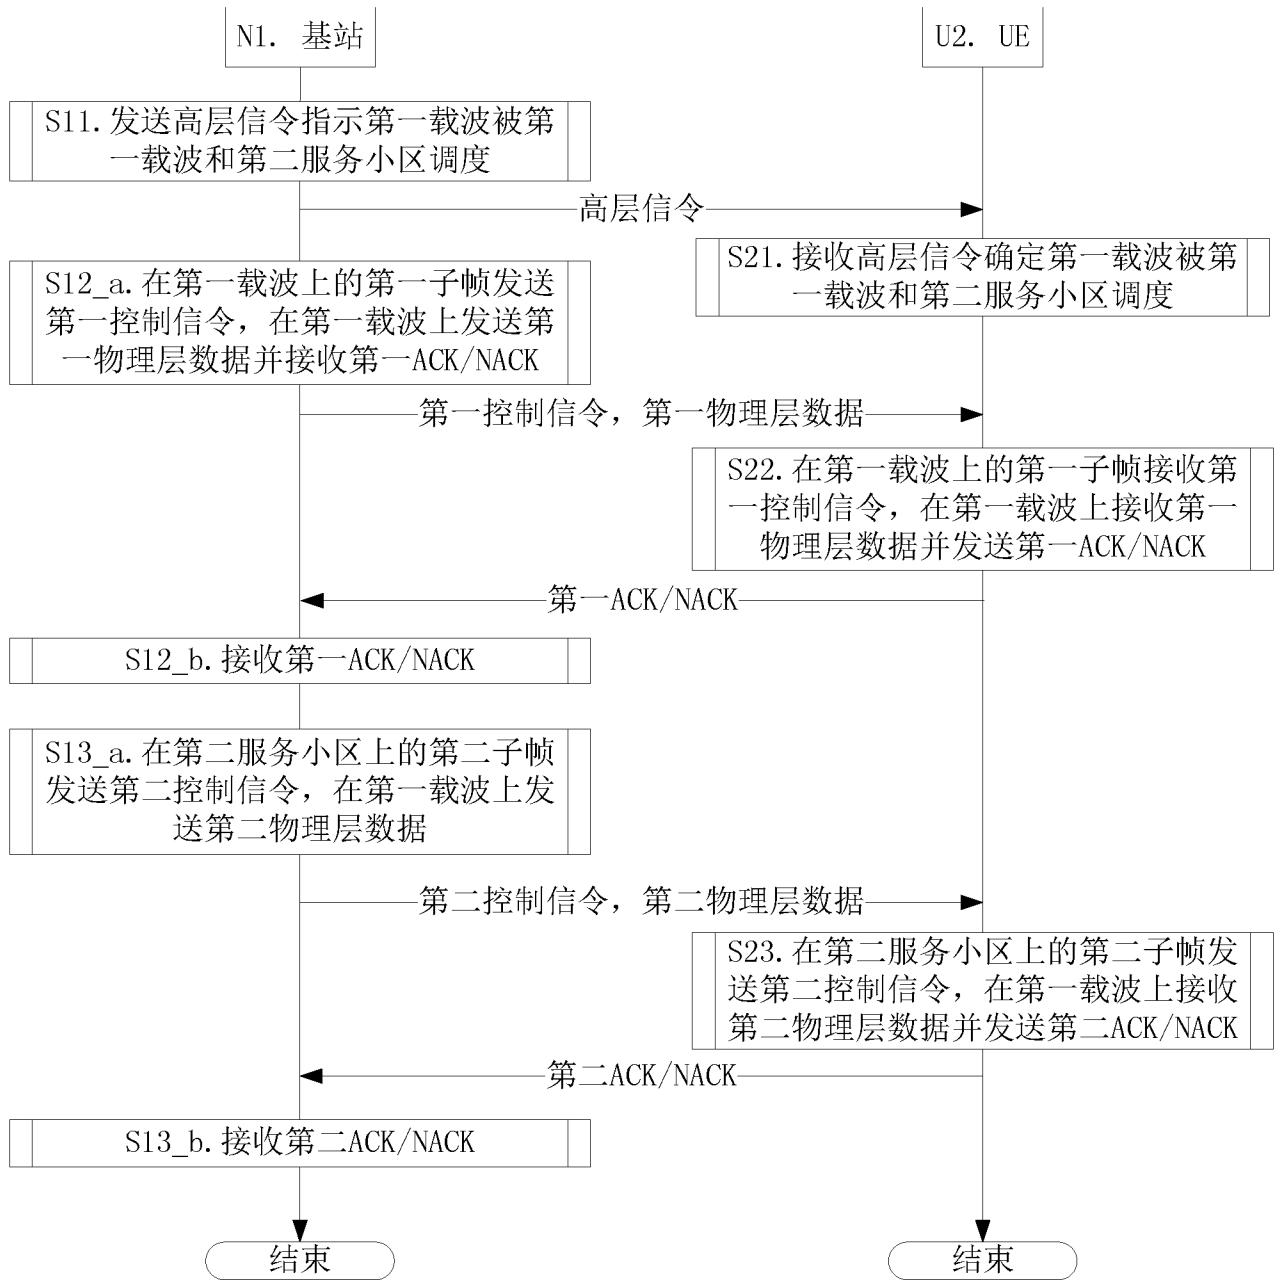 N1. 基站
U2. UE
S11.发送高层信令指示第一载波被第
一载波和第二服务小区调度
高层信令
S21.接收高层信令确定第一载波被第
一载波和第二服务小区调度
S12_a.在第一载波上的第一子帧发送
第一控制信令，在第一载波上发送第
一物理层数据并接收第一ACK/NACK
第一控制信令，第一物理层数据
S22.在第一载波上的第一子帧接收第
一控制信令，在第一载波上接收第一
物理层数据并发送第一ACK/NACK
第一ACK/NACK
S12_b.接收第一ACK/NACK
S13_a.在第二服务小区上的第二子帧
发送第二控制信令，在第一载波上发
送第二物理层数据
第二控制信令，第二物理层数据
S23.在第二服务小区上的第二子帧发
送第二控制信令，在第一载波上接收
第二物理层数据并发送第二ACK/NACK
第二ACK/NACK
S13_b.接收第二ACK/NACK
结束
结束